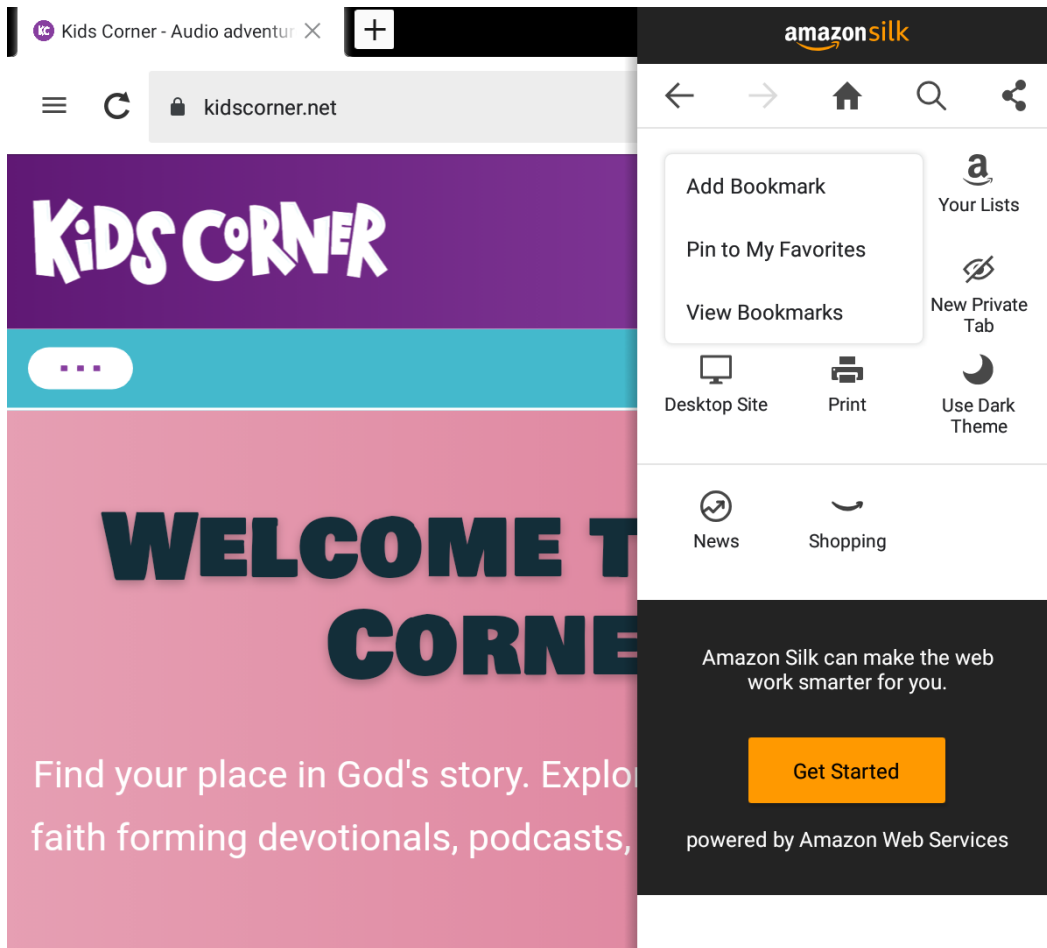 Kids Corner - Audio adventur
amazonsilk
kidscorner.net
KiDS CORNER
Add Bookmark
Pin to My Favorites
View Bookmarks
Your Lists
New Private
Tab
Desktop Site
Print
Use Dark
Theme
News
Shopping
WELCOME T
CORNE
Find your place in God's story. Explor
faith forming devotionals, podcasts,
Amazon Silk can make the web
work smarter for you.
Get Started
powered by Amazon Web Services